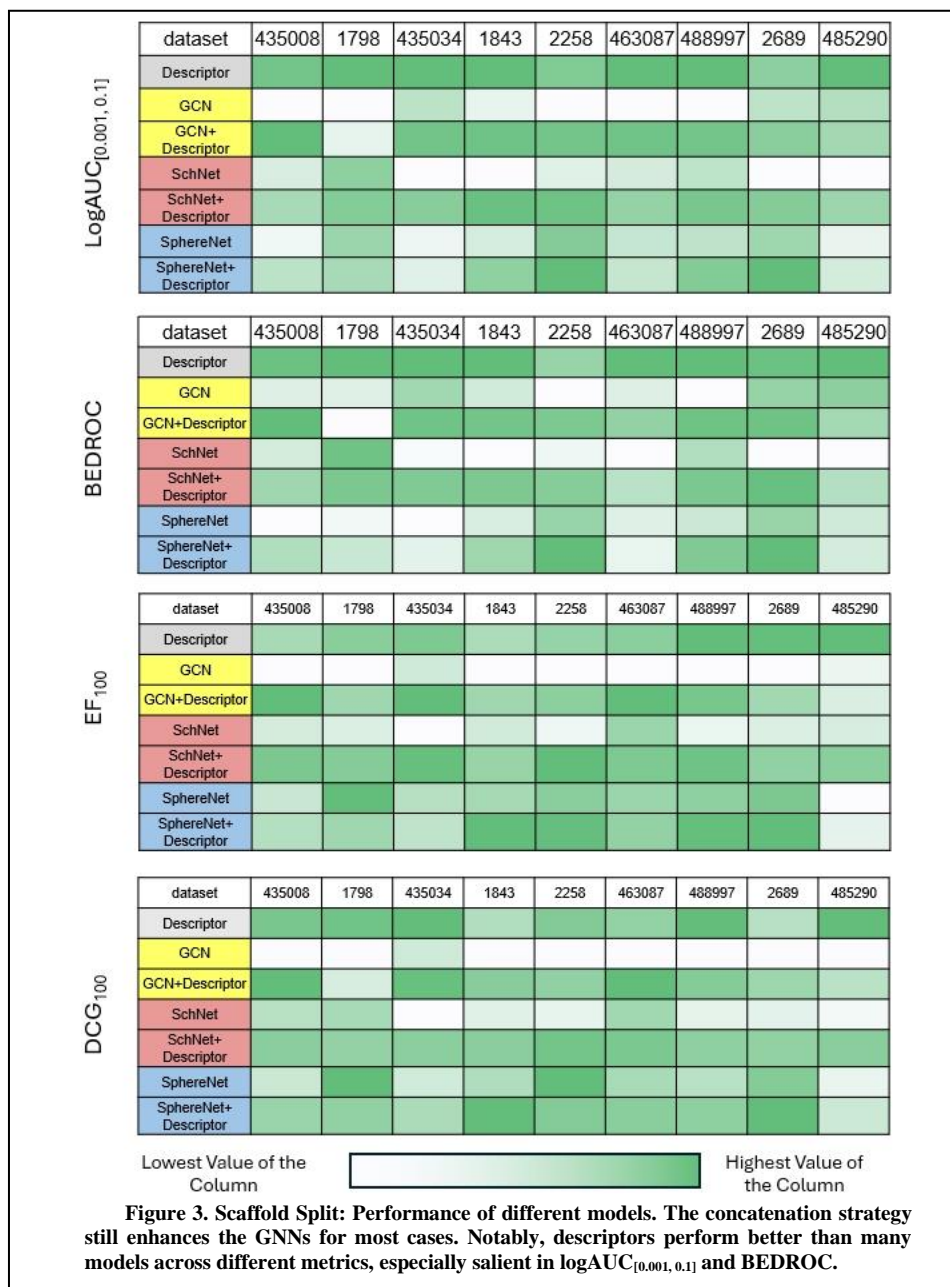 LogAUC[0.001, 0.1]
dataset 435008 1798 435034 1843 2258 463087 488997 2689 485290
Descriptor
GCN
GCN+
Descriptor
SchNet
SchNet+
Descriptor
SphereNet
SphereNet+
Descriptor
BEDROC
dataset 435008 1798 435034 1843 2258 463087 488997 2689 485290
Descriptor
GCN
GCN+Descriptor
SchNet
SchNet+
Descriptor
SphereNet
SphereNet+
Descriptor
EF100
dataset 435008 1798 435034 1843 2258 463087 488997 2689 485290
Descriptor
GCN
GCN+Descriptor
SchNet
SchNet+
Descriptor
SphereNet
SphereNet+
Descriptor
DCG100
dataset 435008 1798 435034 1843 2258 463087 488997 2689 485290
Descriptor
GCN
GCN+Descriptor
SchNet
SchNet+
Descriptor
SphereNet
SphereNet+
Descriptor
Lowest Value of the
Column
Highest Value of
the Column
Figure 3. Scaffold Split: Performance of different models. The concatenation strategy
still enhances the GNNs for most cases. Notably, descriptors perform better than many
models across different metrics, especially salient in logAUC[0.001, 0.1] and BEDROC.